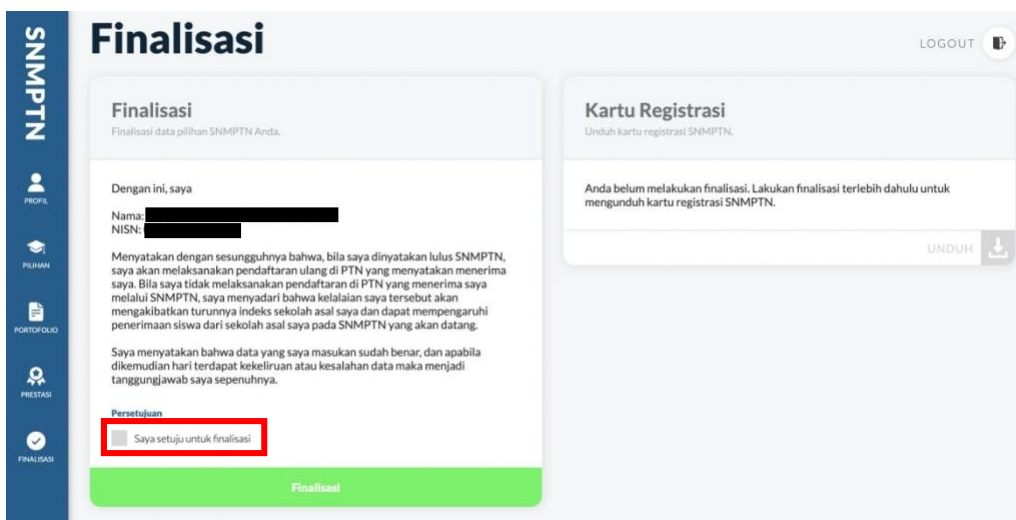 SNMPTN
PROFIL
PILIHAN
PORTOFOLIO
PRESTASI
FINALISASI
Finalisasi
LOGOUT
Finalisasi
Finalisasi data pilihan SNMPTN Anda.
Dengan ini, saya
Nama:
NISN:
Menyatakan dengan sesungguhnya bahwa, bila saya dinyatakan lulus SNMPTN,
saya akan melaksanakan pendaftaran ulang di PTN yang menyatakan menerima
saya. Bila saya tidak melaksanakan pendaftaran di PTN yang menerima saya
melalui SNMPTN, saya menyadari bahwa kelalaian saya tersebut akan
mengakibatkan turunnya indeks sekolah asal saya dan dapat mempengaruhi
penerimaan siswa dari sekolah asal saya pada SNMPTN yang akan datang.
Saya menyatakan bahwa data yang saya masukan sudah benar, dan apabila
dikemudian hari terdapat kekeliruan atau kesalahan data maka menjadi
tanggungjawab saya sepenuhnya.
Persetujuan
Saya setuju untuk finalisasi
Finalisasi
Kartu Registrasi
Unduh kartu registrasi SNMPTN.
Anda belum melakukan finalisasi. Lakukan finalisasi terlebih dahulu untuk
mengunduh kartu registrasi SNMPTN.
UNDUH